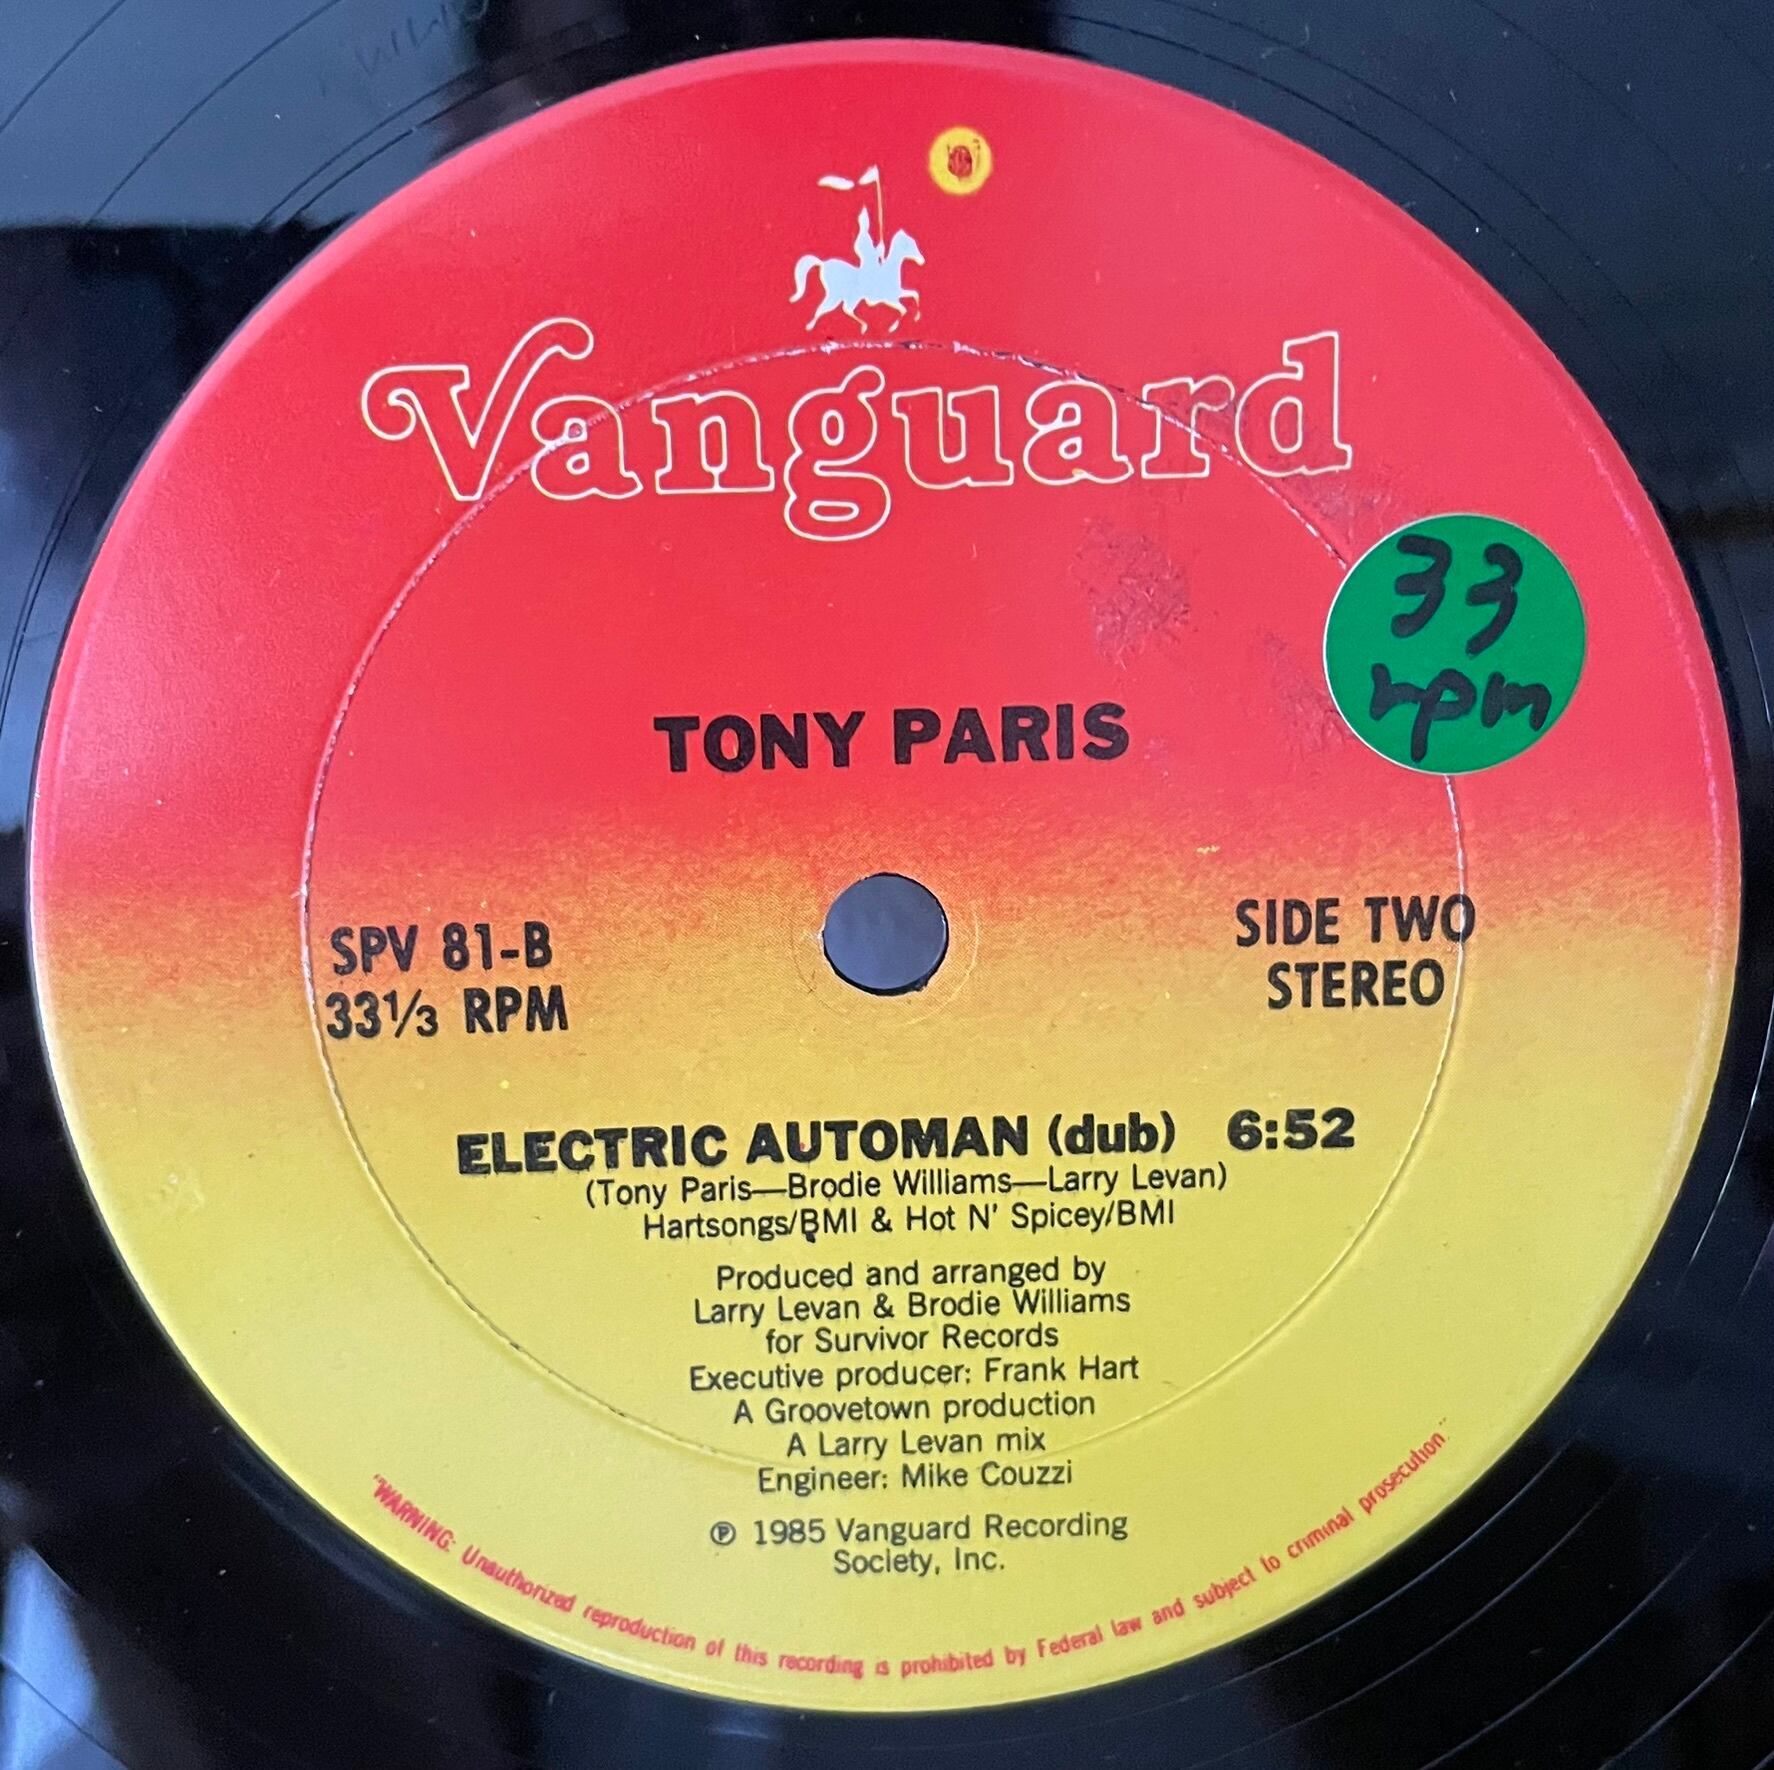 Vanguard
33
rpm
TONY PARIS
SPV 81-B
33⅓ RPM
SIDE TWO
STEREO
ELECTRIC AUTOMAN (dub) 6:52
(Tony Paris—Brodie Williams—Larry Levan)
Hartsongs/BMI & Hot N' Spicey/BMI
Produced and arranged by
Larry Levan & Brodie Williams
for Survivor Records
Executive producer: Frank Hart
A Groovetown production
A Larry Levan mix
Engineer: Mike Couzzi
℗ 1985 Vanguard Recording
Society, Inc.
"WARNING: Unauthorized reproduction of this recording is prohibited by Federal law and subject to criminal prosecution"